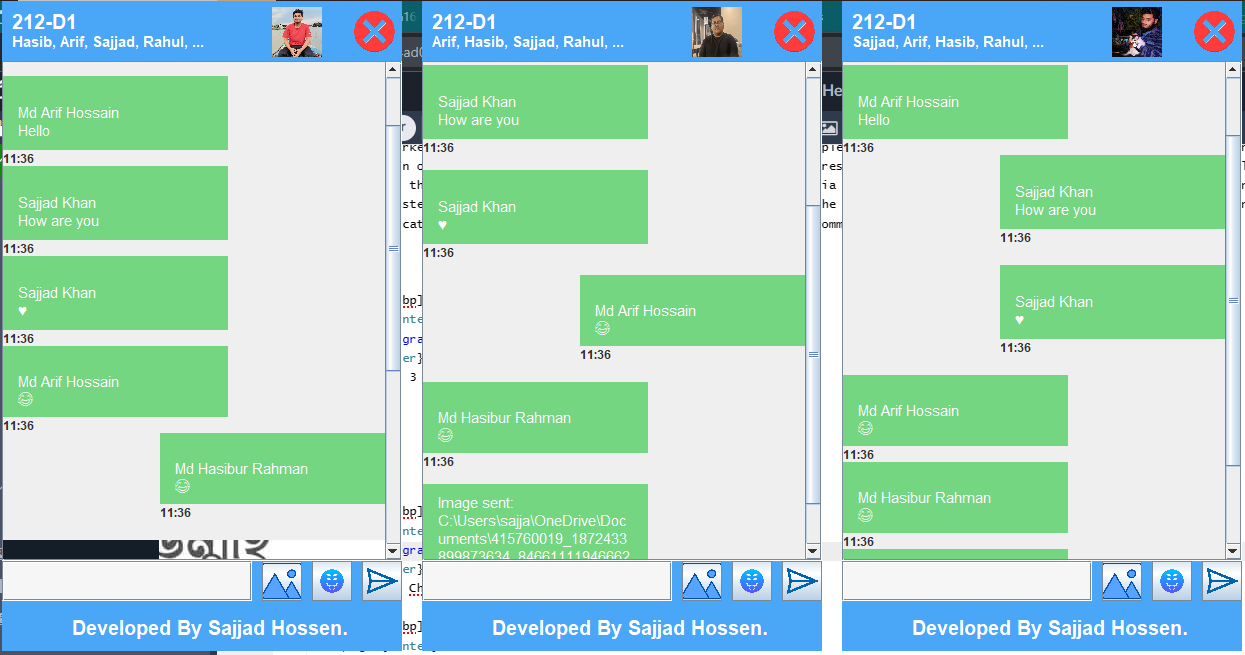 212-D1
Hasib, Arif, Sajjad, Rahul, ...
Md Arif Hossain
Hello
11:36
Sajjad Khan
How are you
11:36
Sajjad Khan
♥
11:36
Md Arif Hossain
😂
11:36
Md Hasibur Rahman
😂
11:36
Developed By Sajjad Hossen.
212-D1
Arif, Hasib, Sajjad, Rahul, ...
Sajjad Khan
How are you
11:36
Sajjad Khan
♥
11:36
Md Arif Hossain
😂
11:36
Md Hasibur Rahman
😂
11:36
Image sent:
C:\Users\sajja\OneDrive\Doc
uments\415760019_1872433
899873634_84661111946662
Developed By Sajjad Hossen.
212-D1
Sajjad, Arif, Hasib, Rahul, ...
Md Arif Hossain
Hello
11:36
Sajjad Khan
How are you
11:36
Sajjad Khan
♥
11:36
Md Arif Hossain
😂
11:36
Md Hasibur Rahman
😂
11:36
Developed By Sajjad Hossen.